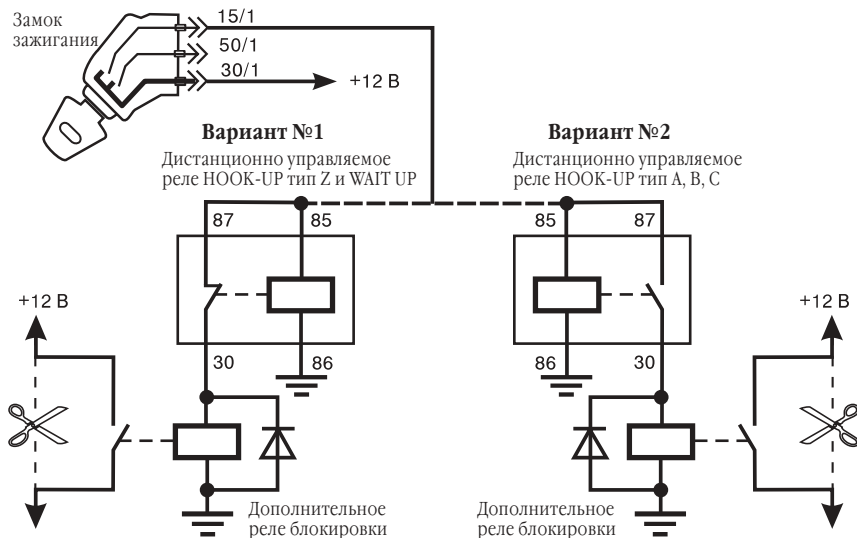 Замок
зажигания
15/1
50/1
30/1
+12 В
Вариант №1
Дистанционно управляемое
реле HOOK-UP тип Z и WAIT UP
Вариант №2
Дистанционно управляемое
реле HOOK-UP тип A, B, C
87
85
85
87
+12 В
+12 В
30
86
86
30
Дополнительное
реле блокировки
Дополнительное
реле блокировки